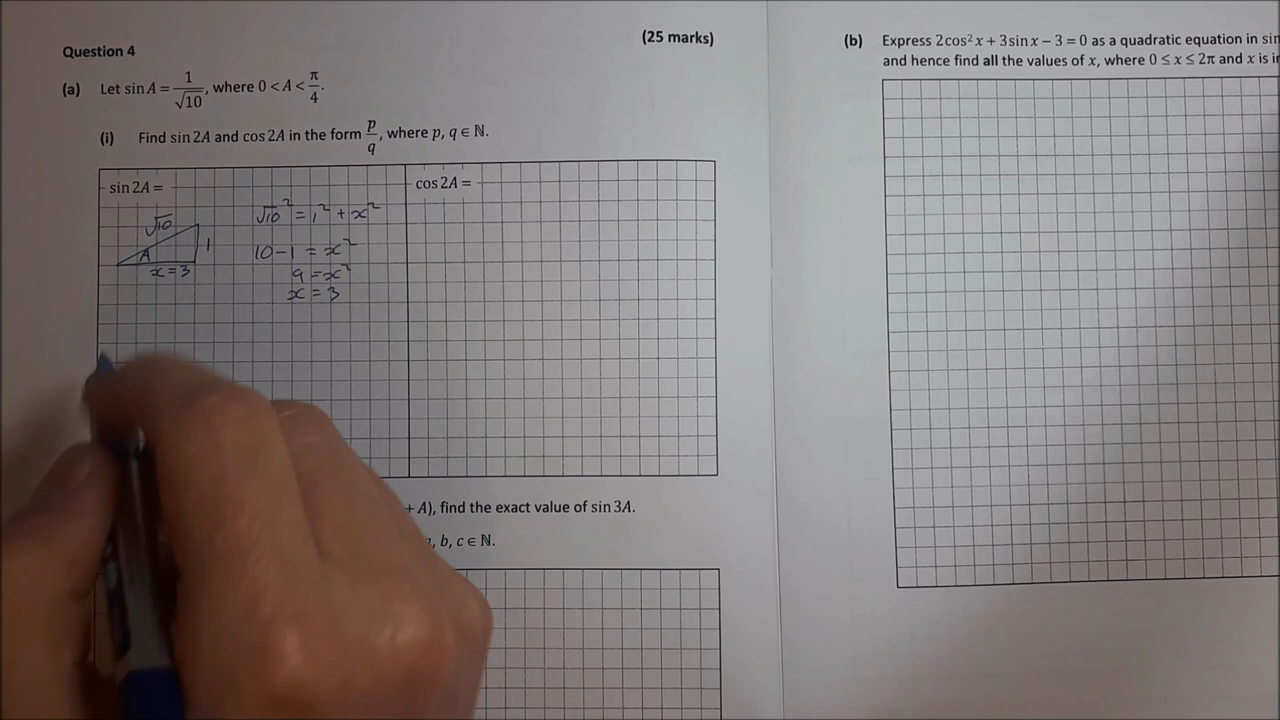 Question 4
(25 marks)
(a) Let sin A = 1/√10, where 0 < A < π/4.
(i) Find sin 2A and cos 2A in the form p/q, where p, q ∈ ℕ.
sin 2A =
√10
1
A
x = 3
√10² = 1² + x²
10 − 1 = x²
9 = x²
x = 3
cos 2A =
+ A), find the exact value of sin 3A.
, b, c ∈ ℕ.
(b) Express 2cos² x + 3sin x − 3 = 0 as a quadratic equation in sin
and hence find all the values of x, where 0 ≤ x ≤ 2π and x is